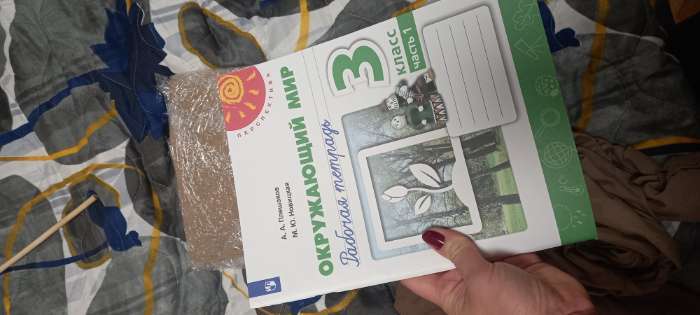 ПЕРСПЕКТИВА
А. А. Плешаков
М. Ю. Новицкая
ОКРУЖАЮЩИЙ МИР
Рабочая тетрадь
3
КЛАСС
часть 1